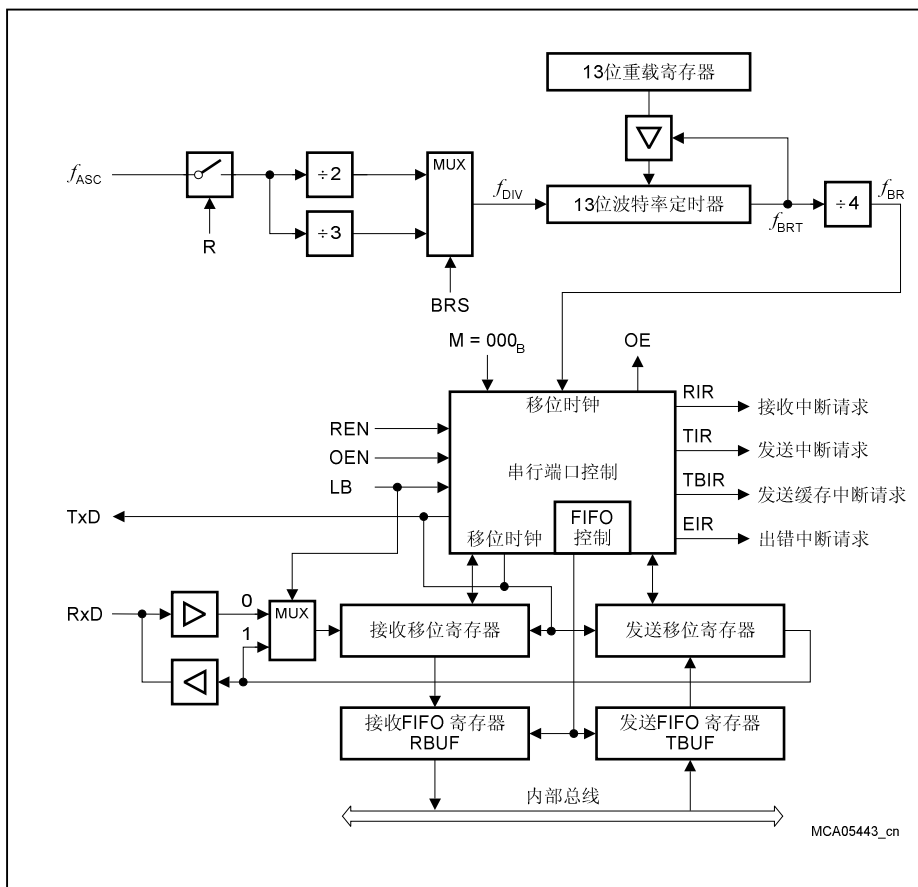 13位重载寄存器
fASC
÷2
MUX
fDIV
13位波特率定时器
fBRT
÷4
fBR
÷3
R
BRS
M = 000B
OE
移位时钟
RIR
接收中断请求
REN
TIR
发送中断请求
OEN
串行端口控制
LB
TBIR
发送缓存中断请求
TxD
移位时钟
FIFO
控制
EIR
出错中断请求
RxD
0
MUX
1
接收移位寄存器
发送移位寄存器
接收FIFO 寄存器
RBUF
发送FIFO 寄存器
TBUF
内部总线
MCA05443_cn